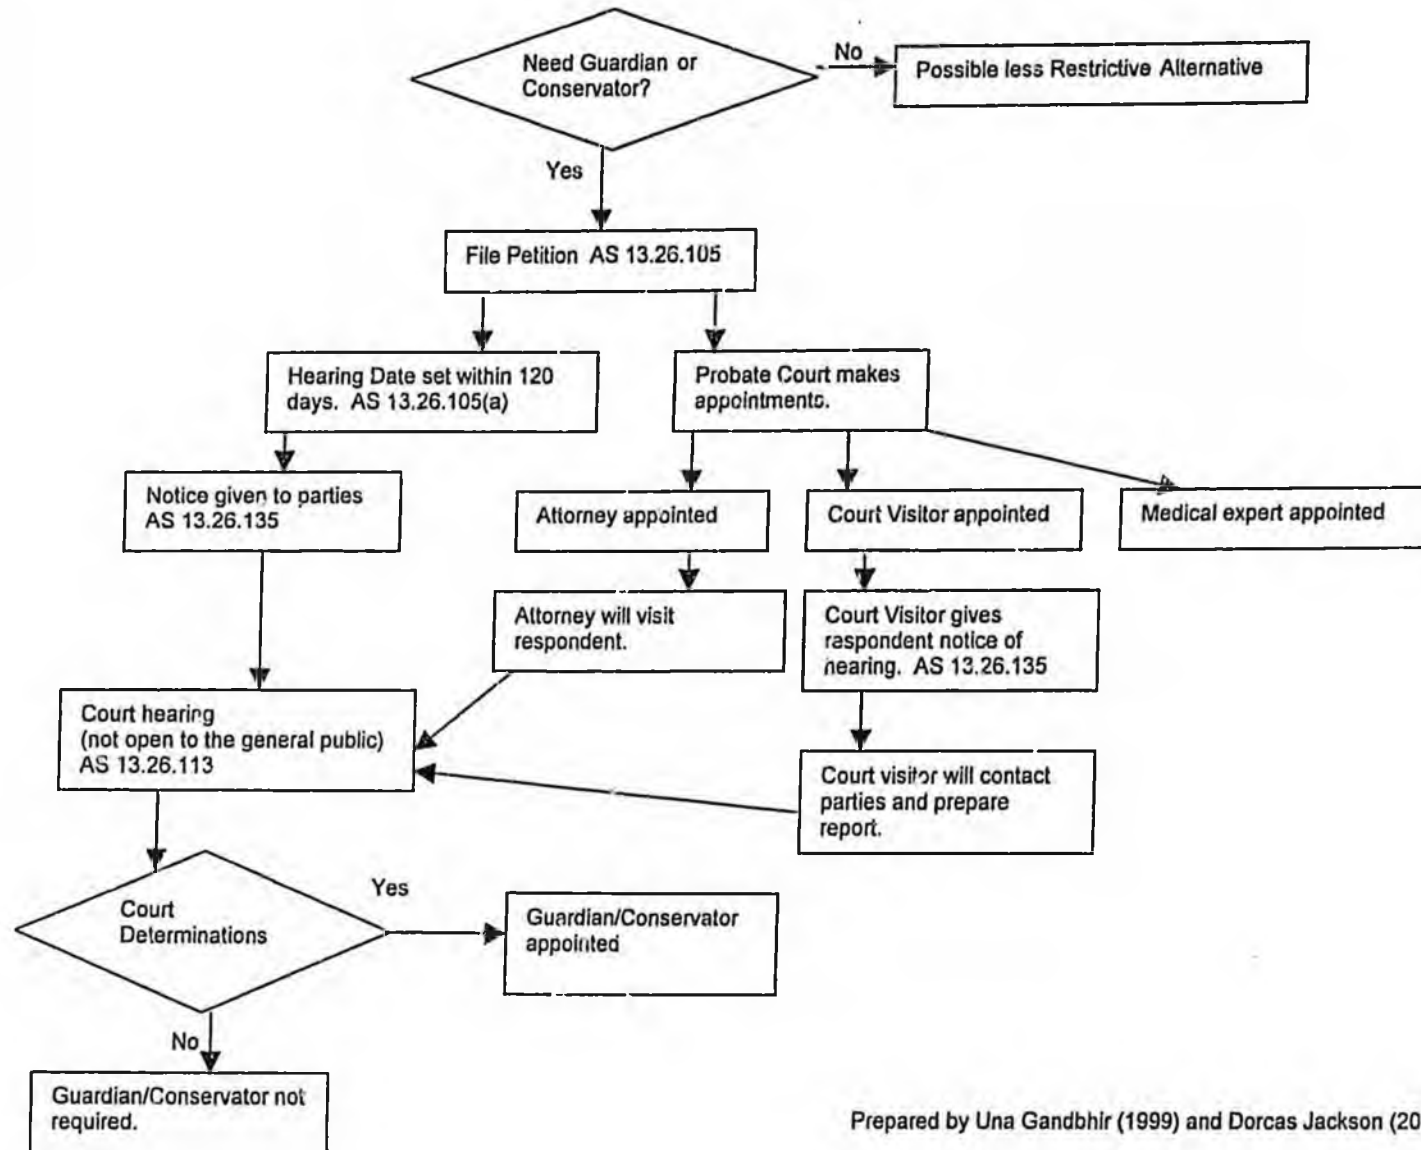 Need Guardian or
Conservator?
No
Possible less Restrictive Alternative
Yes
File Petition AS 13.26.105
Hearing Date set within 120
days. AS 13.26.105(a)
Probate Court makes
appointments.
Notice given to parties
AS 13.26.135
Attorney appointed
Court Visitor appointed
Medical expert appointed
Attorney will visit
respondent.
Court Visitor gives
raspondent notice of
hearing. AS 13.26.135
Court hearing
(not open to the general public)
AS 13.26.113
Court visitor will contact
parties and prepare
report.
Court
Determinations
Yes
Guardian/Conservator
appointed
No
Guardian/Conservator not
required.
Prepared by Una Gandbhir (1999) and Dorcas Jackson (20